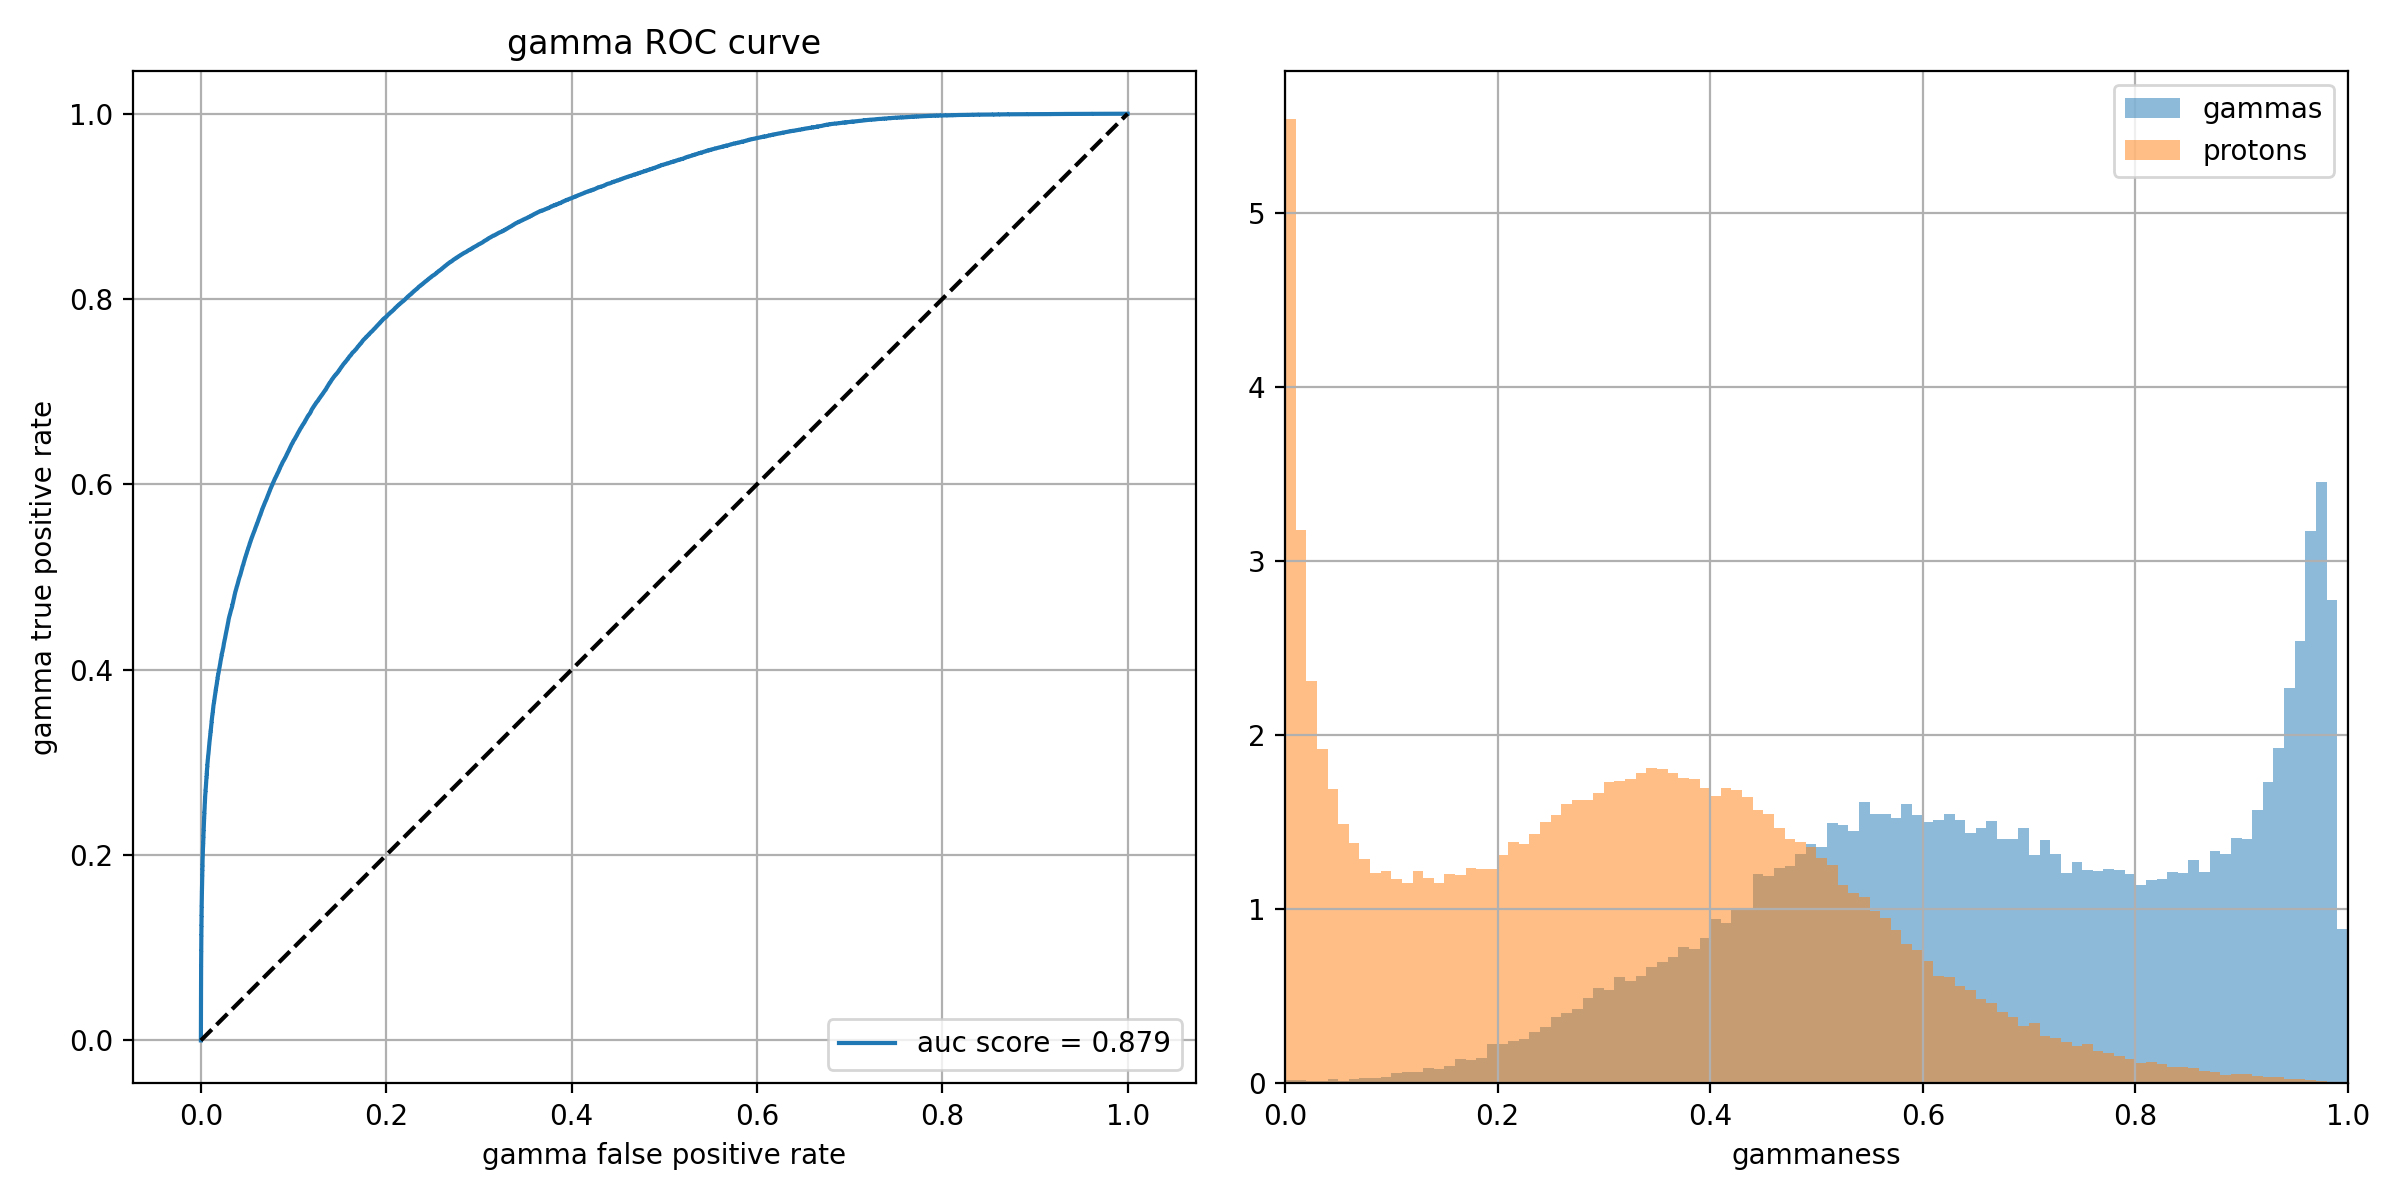 gamma ROC curve
gamma true positive rate
1.0
0.8
0.6
0.4
0.2
0.0
0.0 0.2 0.4 0.6 0.8 1.0
gamma false positive rate
auc score = 0.879
gammas
protons
5
4
3
2
1
0
0.0 0.2 0.4 0.6 0.8 1.0
gammaness